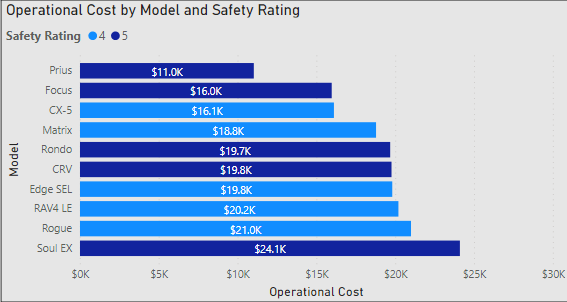 Operational Cost by Model and Safety Rating
Safety Rating 4 5
Model
Prius $11.0K
Focus $16.0K
CX-5 $16.1K
Matrix $18.8K
Rondo $19.7K
CRV $19.8K
Edge SEL $19.8K
RAV4 LE $20.2K
Rogue $21.0K
Soul EX $24.1K
$0K $5K $10K $15K $20K $25K $30K
Operational Cost